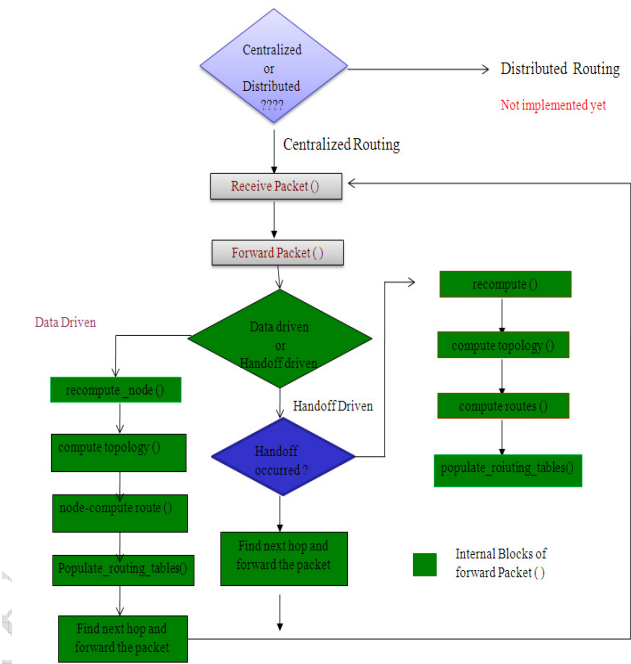 Centralized
or
Distributed
????
Distributed Routing
Not implemented yet
Centralized Routing
Receive Packet ()
Forward Packet ( )
Data Driven
Data driven
or
Handoff driven
recompute ()
compute topology ()
compute routes ()
populate_roiuting_tables()
recompute _node ()
compute topology ()
node-compute route ()
Populate_routing_tables()
Find next hop and
forward the packet
Handoff Driven
Handoff
occurred ?
Find next hop and
forward the packet
Internal Blocks of
forward Packet ( )